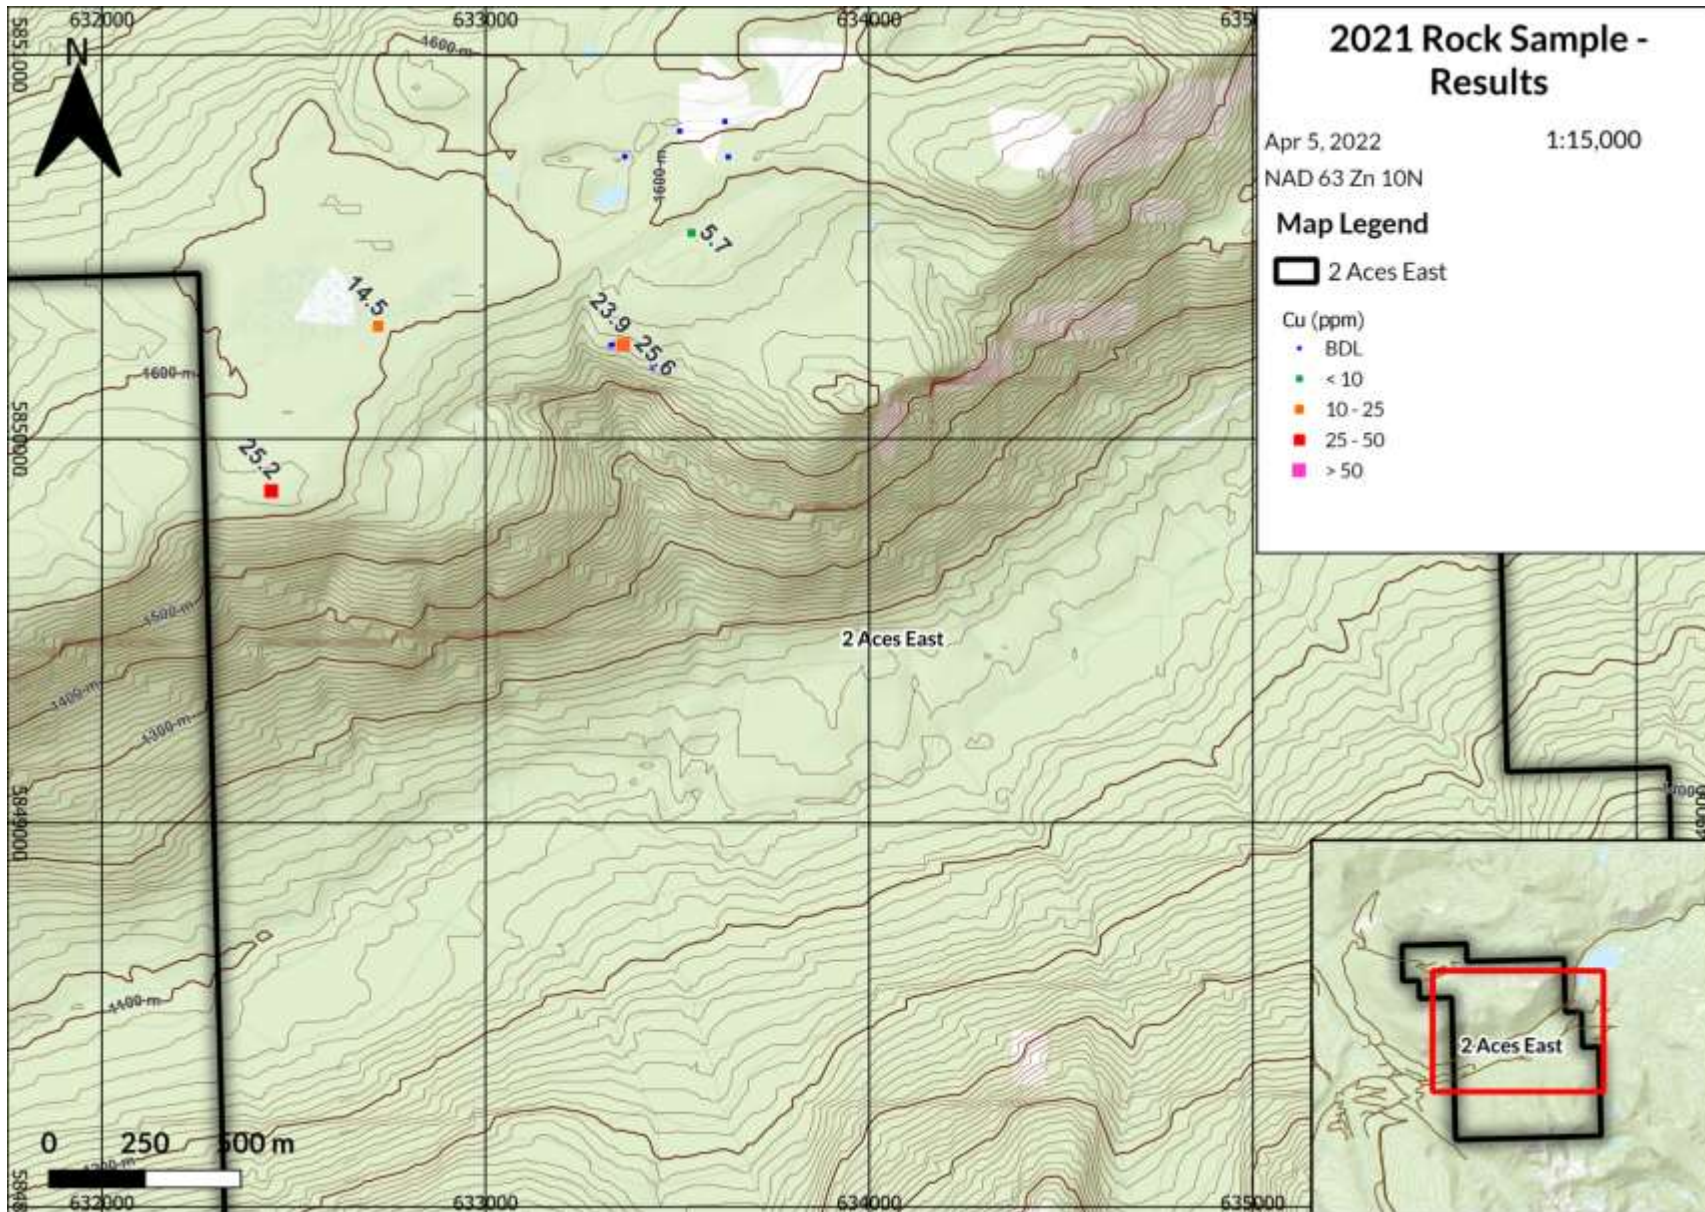 632000
633000
634000
2021 Rock Sample -
Results
Apr 5, 2022
1:15,000
NAD 63 Zn 10N
Map Legend
2 Aces East
Cu (ppm)
BDL
< 10
10 - 25
25 - 50
> 50
N
1600 m
1600 m
5.7
14.5
23.9
25.6
1600 m
5850000
25.2
1500 m
2 Aces East
1400 m
1300 m
5849000
1100 m
2 Aces East
0
250
500 m
632000
633000
634000
635000